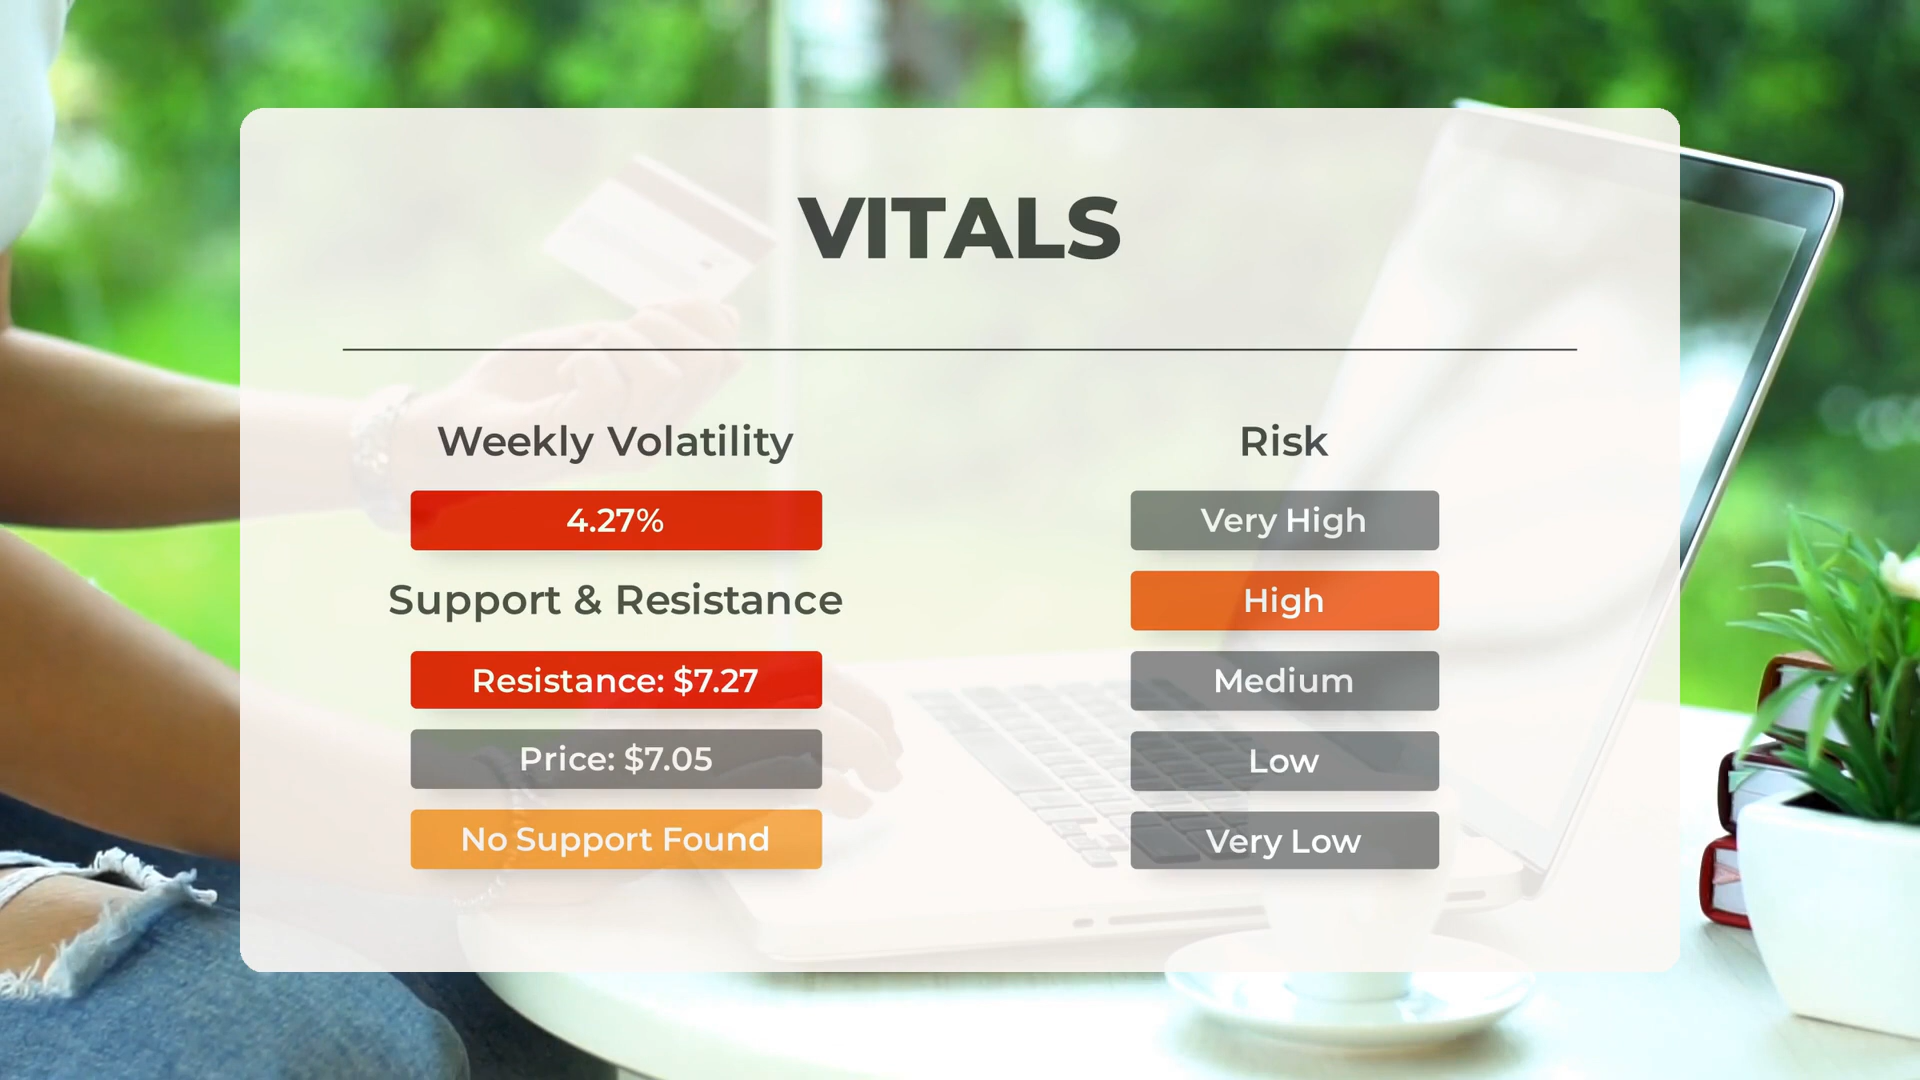 VITALS
Weekly Volatility
4.27%
Support & Resistance
Resistance: $7.27
Price: $7.05
No Support Found
Risk
Very High
High
Medium
Low
Very Low